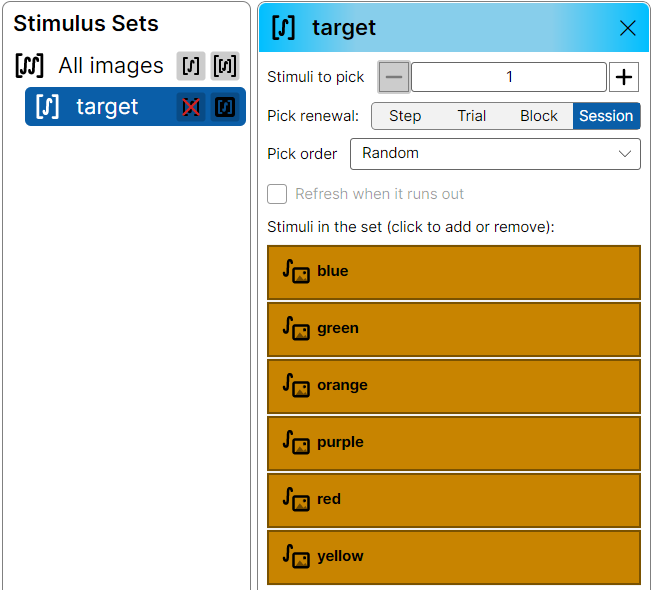 Stimulus Sets
All images
target
target
Stimuli to pick
1
Pick renewal:
Step
Trial
Block
Session
Pick order
Random
Refresh when it runs out
Stimuli in the set (click to add or remove):
blue
green
orange
purple
red
yellow